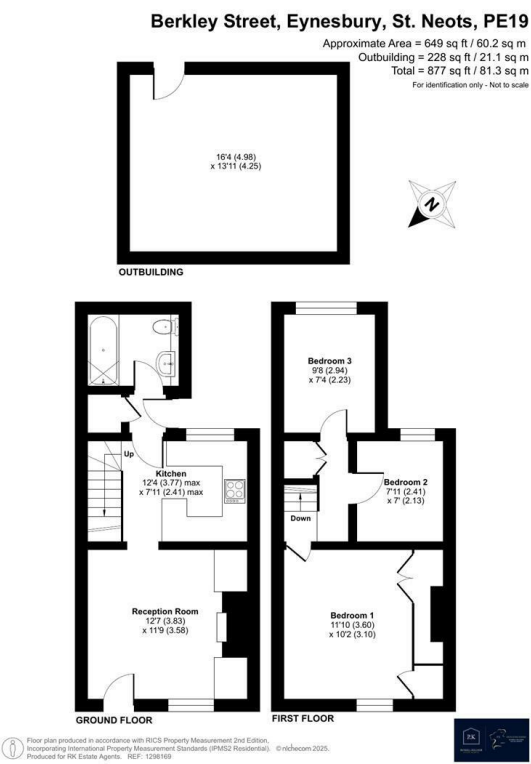 Berkley Street, Eynesbury, St. Neots, PE19
Approximate Area = 649 sq ft / 60.2 sq m
Outbuilding = 228 sq ft / 21.1 sq m
Total = 877 sq ft / 81.3 sq m
For identification only - Not to scale
16'4 (4.98)
x 13'11 (4.25)
N
OUTBUILDING
Bedroom 3
9'8 (2.94)
x 7'4 (2.23)
Up
Kitchen
12'4 (3.77) max
x 7'11 (2.41) max
Bedroom 2
7'11 (2.41)
x 7' (2.13)
Down
Reception Room
12'7 (3.83)
x 11'9 (3.58)
Bedroom 1
11'10 (3.60)
x 10'2 (3.10)
GROUND FLOOR
FIRST FLOOR
Floor plan produced in accordance with RICS Property Measurement 2nd Edition,
Incorporating International Property Measurement Standards (IPMS2 Residential). © nichecom 2025.
Produced for RK Estate Agents. REF: 1296169